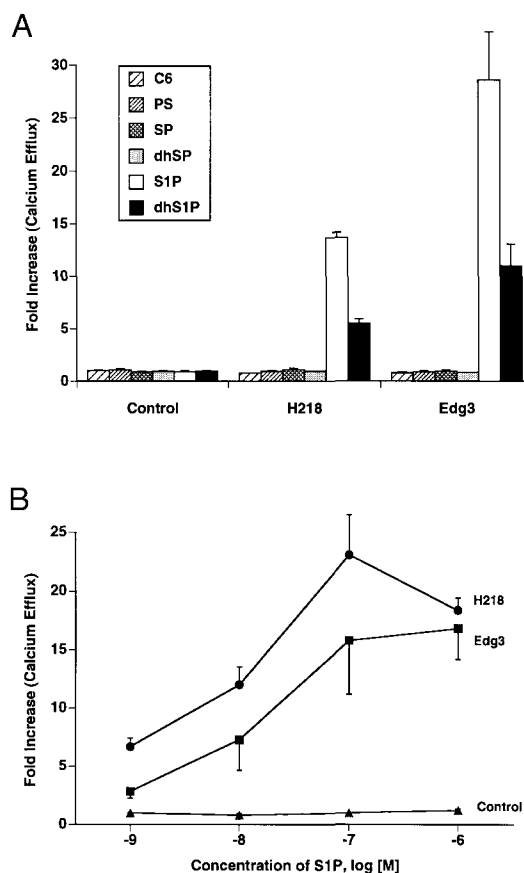 A
Fold Increase (Calcium Efflux)
30
25
20
15
10
5
0
C6
PS
SP
dhSP
S1P
dhS1P
Control
H218
Edg3
B
Fold Increase (Calcium Efflux)
25
20
15
10
5
0
H218
Edg3
Control
-9
-8
-7
-6
Concentration of S1P, log [M]